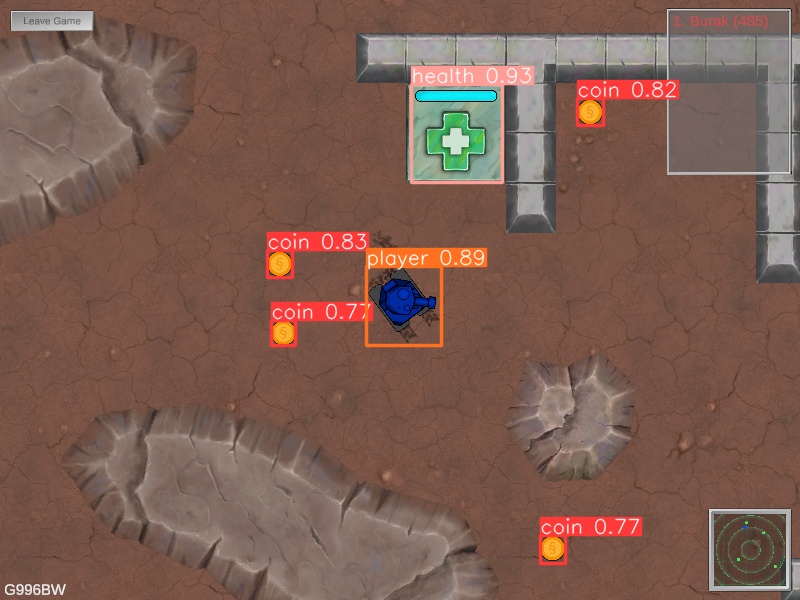 Leave Game
1. Burak (485)
health 0.93
coin 0.82
coin 0.83
player 0.89
coin 0.77
coin 0.77
G996BW